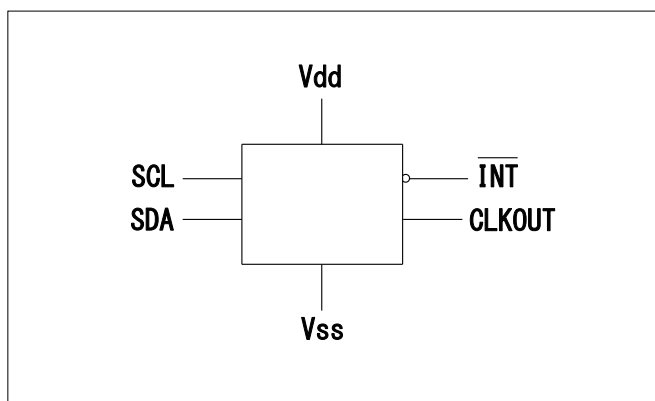 Vdd
SCL
INT
SDA
CLKOUT
Vss